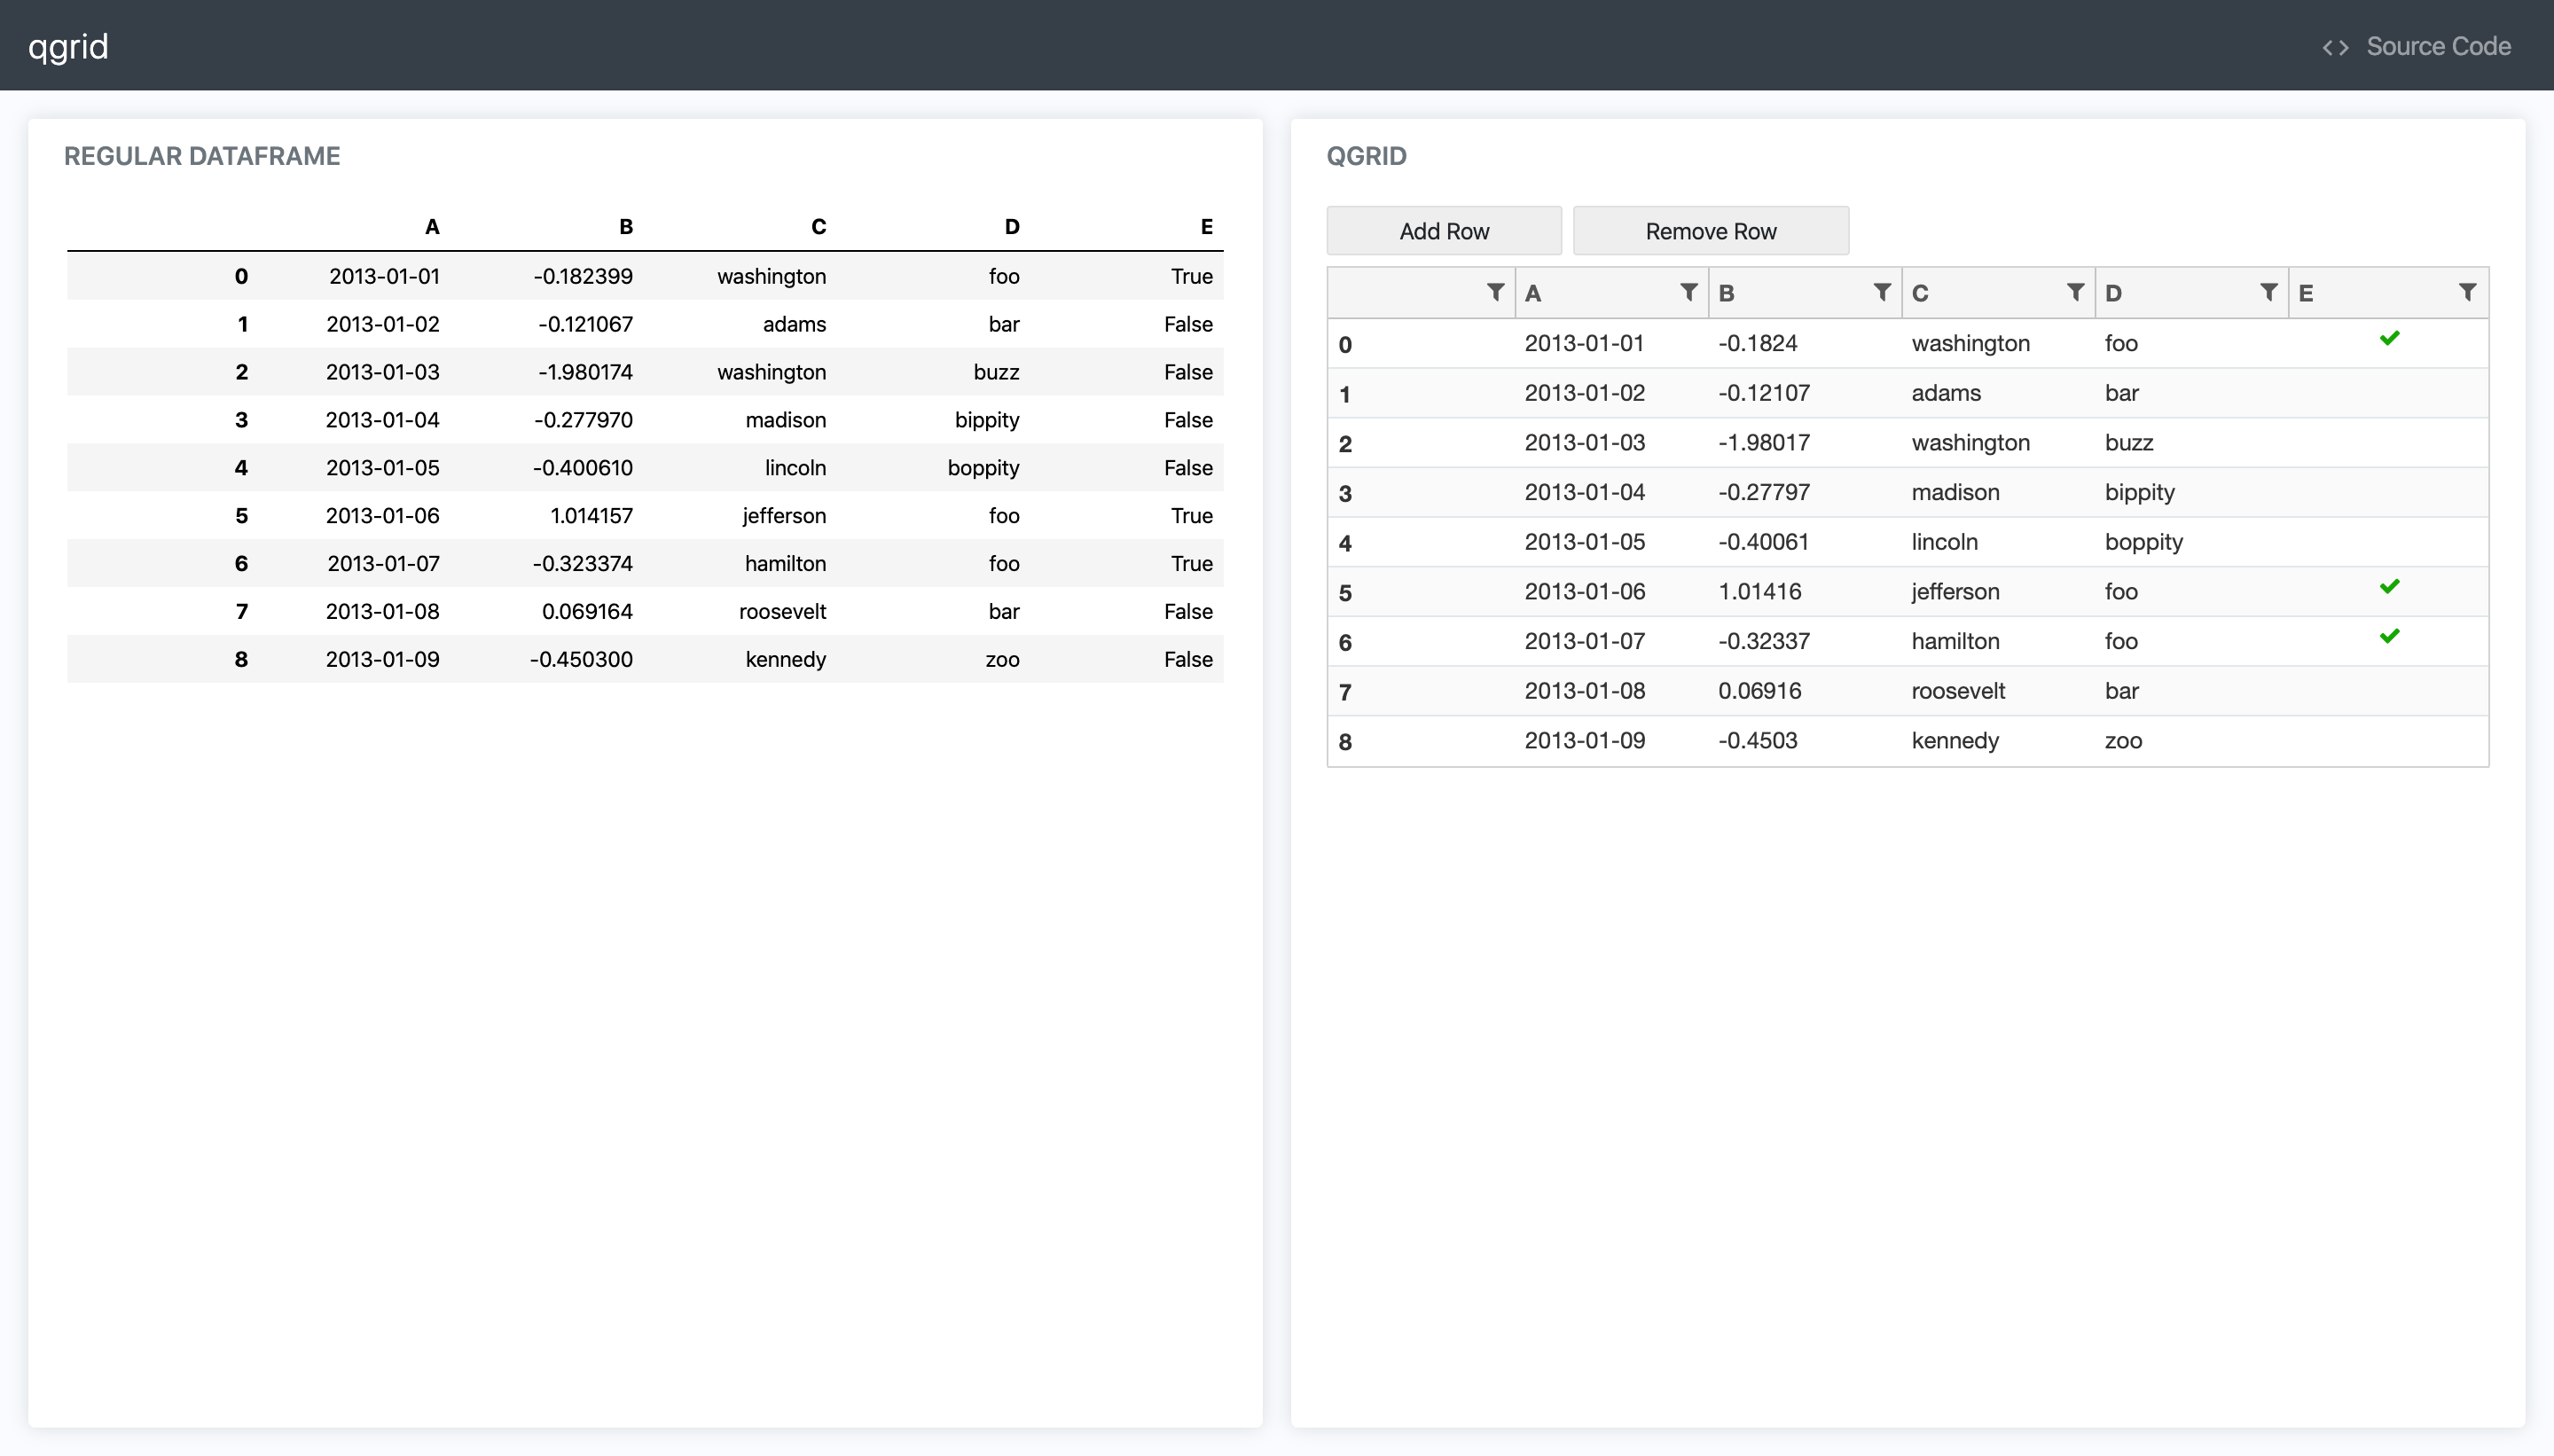 qgrid
Source Code
REGULAR DATAFRAME
A B C D E
0 2013-01-01 -0.182399 washington foo True
1 2013-01-02 -0.121067 adams bar False
2 2013-01-03 -1.980174 washington buzz False
3 2013-01-04 -0.277970 madison bippity False
4 2013-01-05 -0.400610 lincoln boppity False
5 2013-01-06 1.014157 jefferson foo True
6 2013-01-07 -0.323374 hamilton foo True
7 2013-01-08 0.069164 roosevelt bar False
8 2013-01-09 -0.450300 kennedy zoo False
QGRID
Add Row Remove Row
A B C D E
0 2013-01-01 -0.1824 washington foo
1 2013-01-02 -0.12107 adams bar
2 2013-01-03 -1.98017 washington buzz
3 2013-01-04 -0.27797 madison bippity
4 2013-01-05 -0.40061 lincoln boppity
5 2013-01-06 1.01416 jefferson foo
6 2013-01-07 -0.32337 hamilton foo
7 2013-01-08 0.06916 roosevelt bar
8 2013-01-09 -0.4503 kennedy zoo